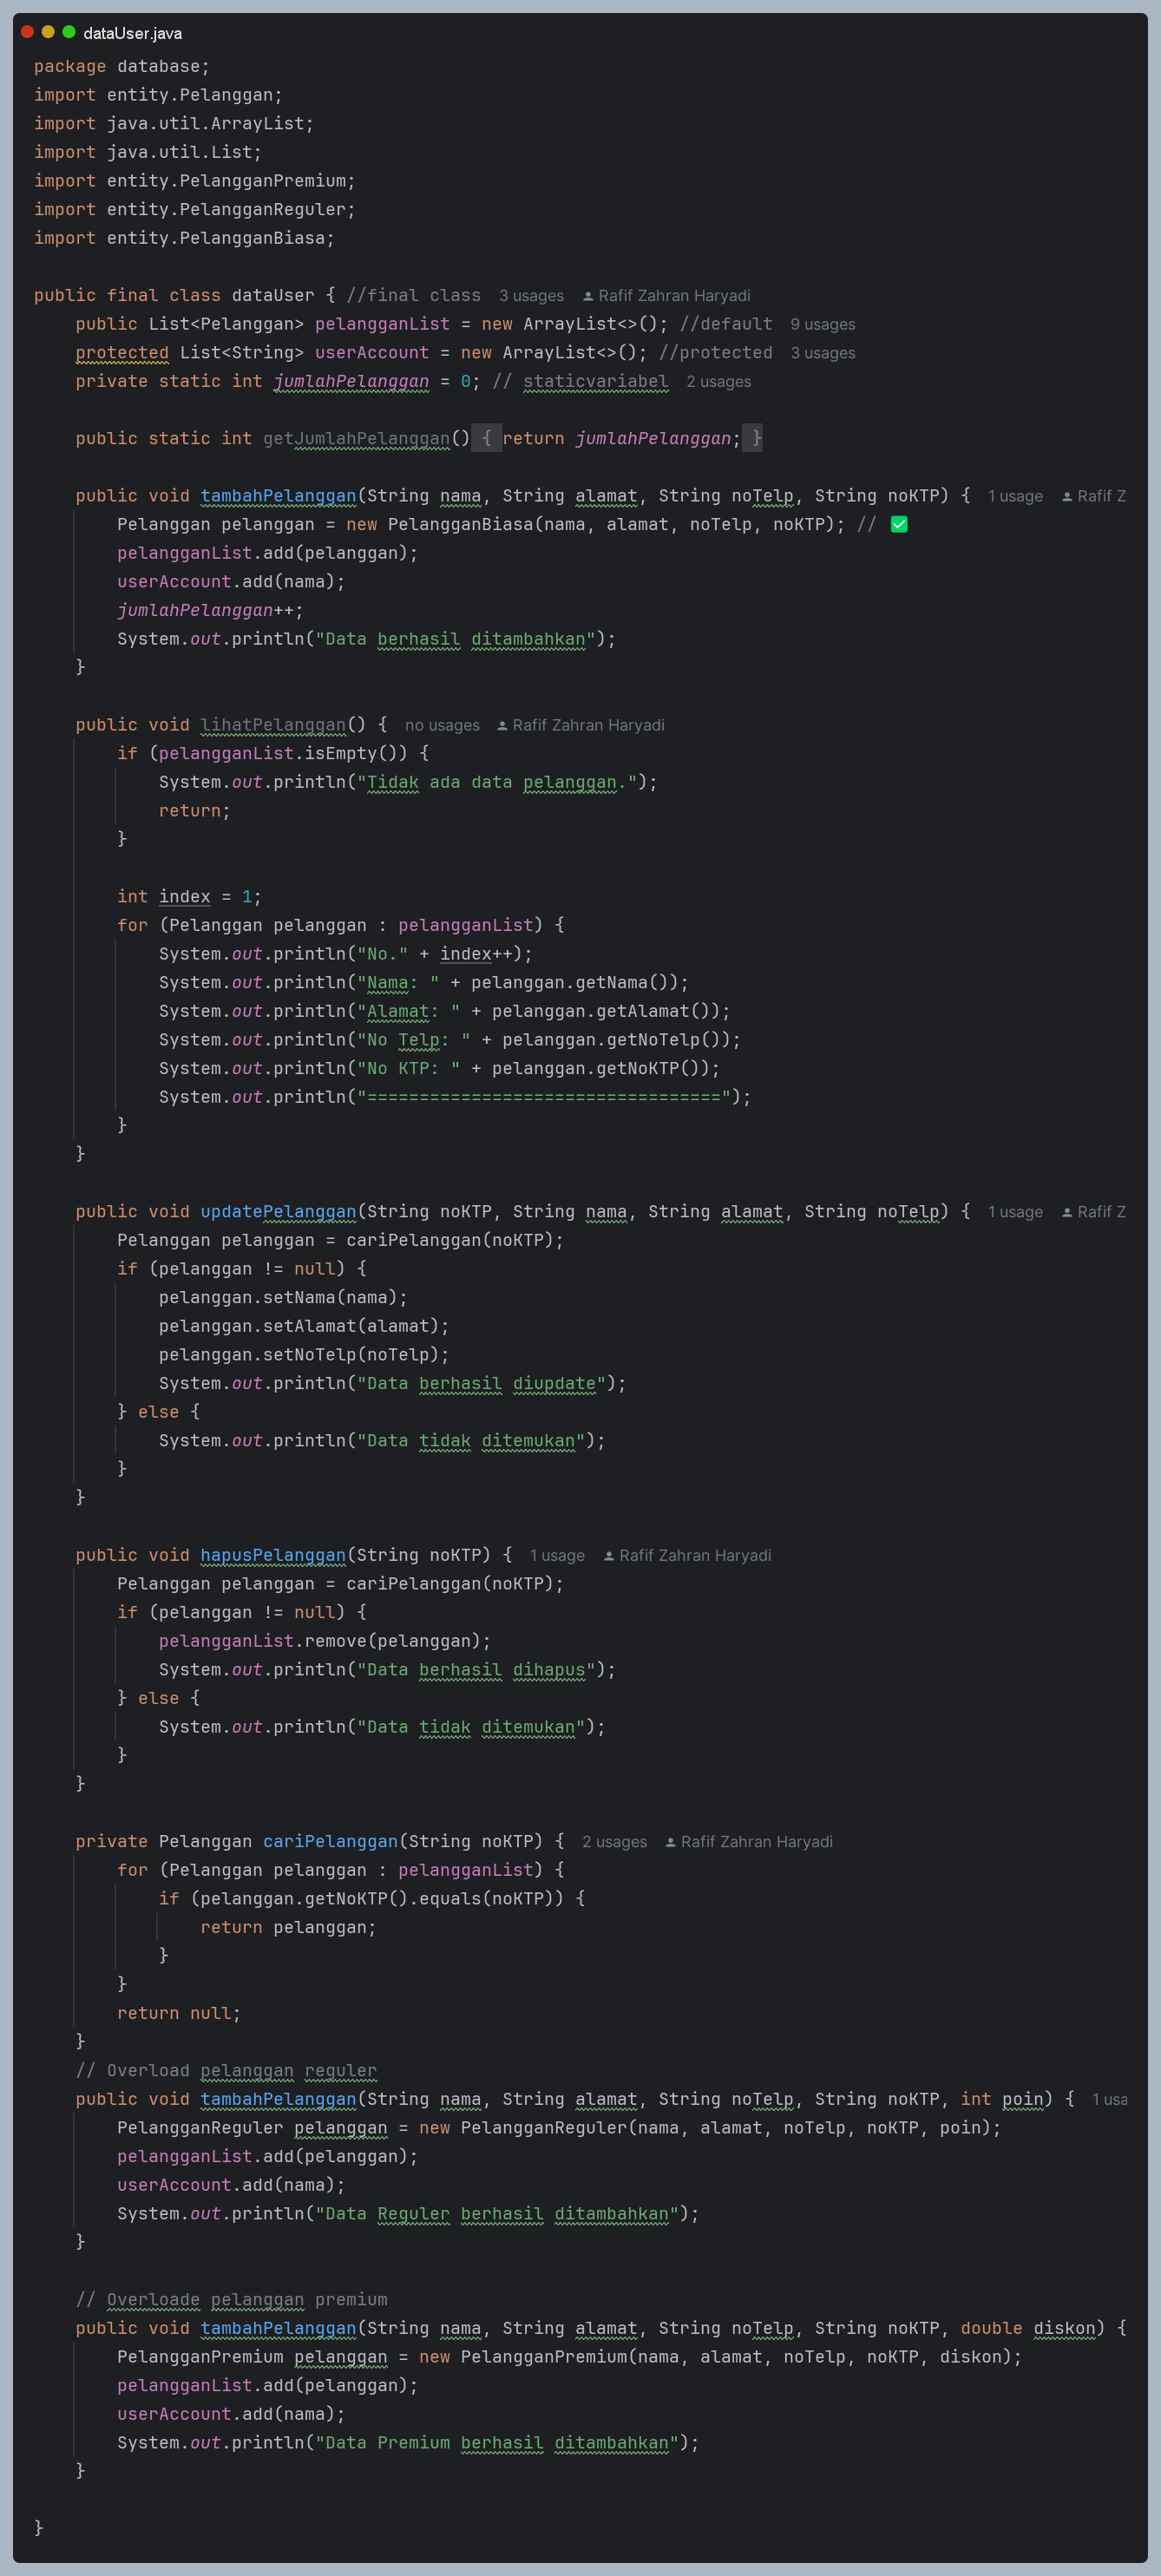 dataUser.java
package database;
import entity.Pelanggan;
import java.util.ArrayList;
import java.util.List;
import entity.PelangganPremium;
import entity.PelangganReguler;
import entity.PelangganBiasa;
public final class dataUser { //final class 3 usages Rafif Zahran Haryadi
public List<Pelanggan> pelangganList = new ArrayList<>(); //default 9 usages
protected List<String> userAccount = new ArrayList<>(); //protected 3 usages
private static int jumlahPelanggan = 0; // staticvariabel 2 usages
public static int getJumlahPelanggan() { return jumlahPelanggan; }
public void tambahPelanggan(String nama, String alamat, String noTelp, String noKTP) { 1 usage Rafif Z
Pelanggan pelanggan = new PelangganBiasa(nama, alamat, noTelp, noKTP); // ✅
pelangganList.add(pelanggan);
userAccount.add(nama);
jumlahPelanggan++;
System.out.println("Data berhasil ditambahkan");
}
public void lihatPelanggan() { no usages Rafif Zahran Haryadi
if (pelangganList.isEmpty()) {
System.out.println("Tidak ada data pelanggan.");
return;
}
int index = 1;
for (Pelanggan pelanggan : pelangganList) {
System.out.println("No." + index++);
System.out.println("Nama: " + pelanggan.getNama());
System.out.println("Alamat: " + pelanggan.getAlamat());
System.out.println("No Telp: " + pelanggan.getNoTelp());
System.out.println("No KTP: " + pelanggan.getNoKTP());
System.out.println("==================================");
}
}
public void updatePelanggan(String noKTP, String nama, String alamat, String noTelp) { 1 usage Rafif Z
Pelanggan pelanggan = cariPelanggan(noKTP);
if (pelanggan != null) {
pelanggan.setNama(nama);
pelanggan.setAlamat(alamat);
pelanggan.setNoTelp(noTelp);
System.out.println("Data berhasil diupdate");
} else {
System.out.println("Data tidak ditemukan");
}
}
public void hapusPelanggan(String noKTP) { 1 usage Rafif Zahran Haryadi
Pelanggan pelanggan = cariPelanggan(noKTP);
if (pelanggan != null) {
pelangganList.remove(pelanggan);
System.out.println("Data berhasil dihapus");
} else {
System.out.println("Data tidak ditemukan");
}
}
private Pelanggan cariPelanggan(String noKTP) { 2 usages Rafif Zahran Haryadi
for (Pelanggan pelanggan : pelangganList) {
if (pelanggan.getNoKTP().equals(noKTP)) {
return pelanggan;
}
}
return null;
}
// Overload pelanggan reguler
public void tambahPelanggan(String nama, String alamat, String noTelp, String noKTP, int poin) { 1 usa
PelangganReguler pelanggan = new PelangganReguler(nama, alamat, noTelp, noKTP, poin);
pelangganList.add(pelanggan);
userAccount.add(nama);
System.out.println("Data Reguler berhasil ditambahkan");
}
// Overloade pelanggan premium
public void tambahPelanggan(String nama, String alamat, String noTelp, String noKTP, double diskon) {
PelangganPremium pelanggan = new PelangganPremium(nama, alamat, noTelp, noKTP, diskon);
pelangganList.add(pelanggan);
userAccount.add(nama);
System.out.println("Data Premium berhasil ditambahkan");
}
}